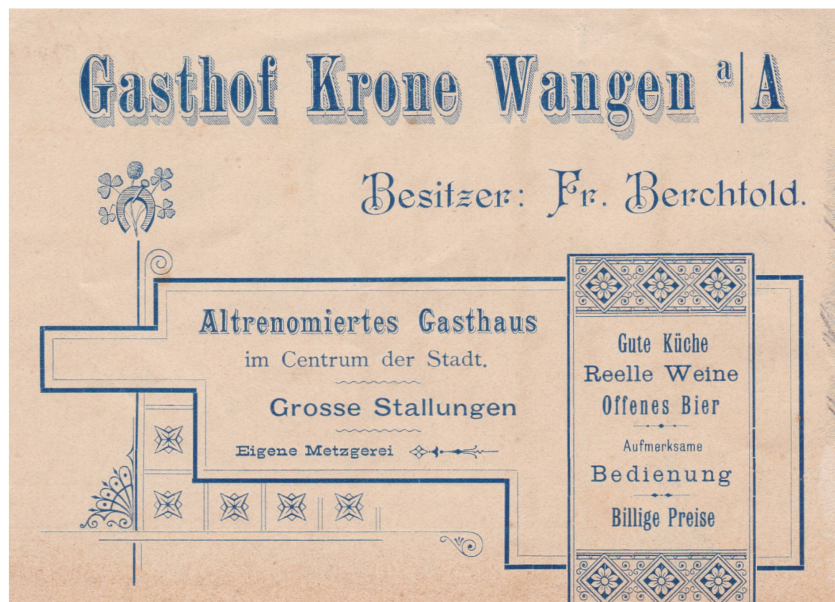 Gasthof Krone Wangen a/A
Besitzer: Fr. Berchtold.
Altrenomiertes Gasthaus
im Centrum der Stadt.
Grosse Stallungen
Eigene Metzgerei
Gute Küche
Reelle Weine
Offenes Bier
Aufmerksame
Bedienung
Billige Preise